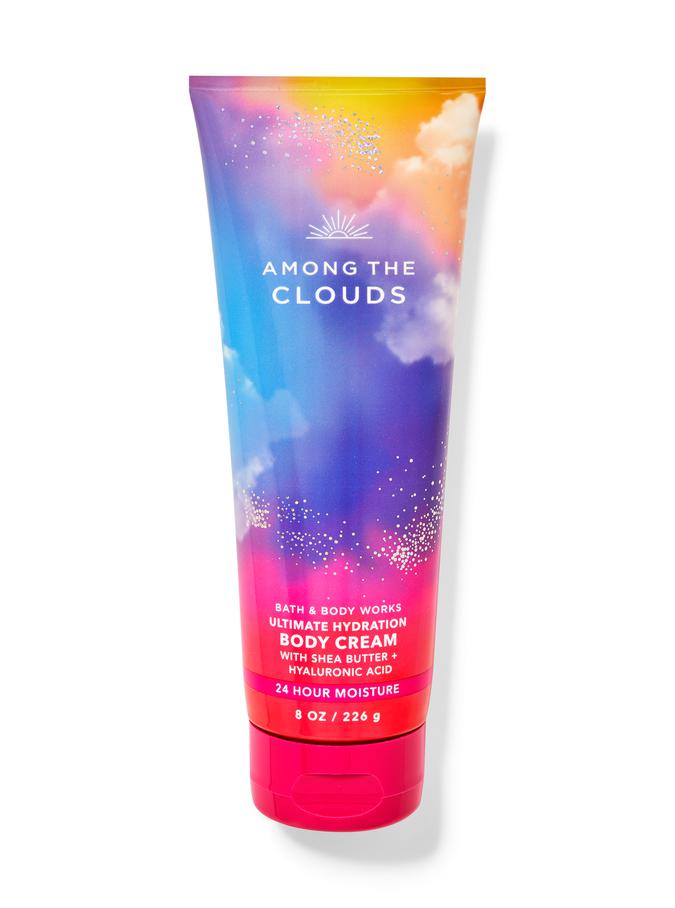 AMONG THE
CLOUDS
BATH & BODY WORKS
ULTIMATE HYDRATION
BODY CREAM
WITH SHEA BUTTER +
HYALURONIC ACID
24 HOUR MOISTURE
8 OZ / 226 g